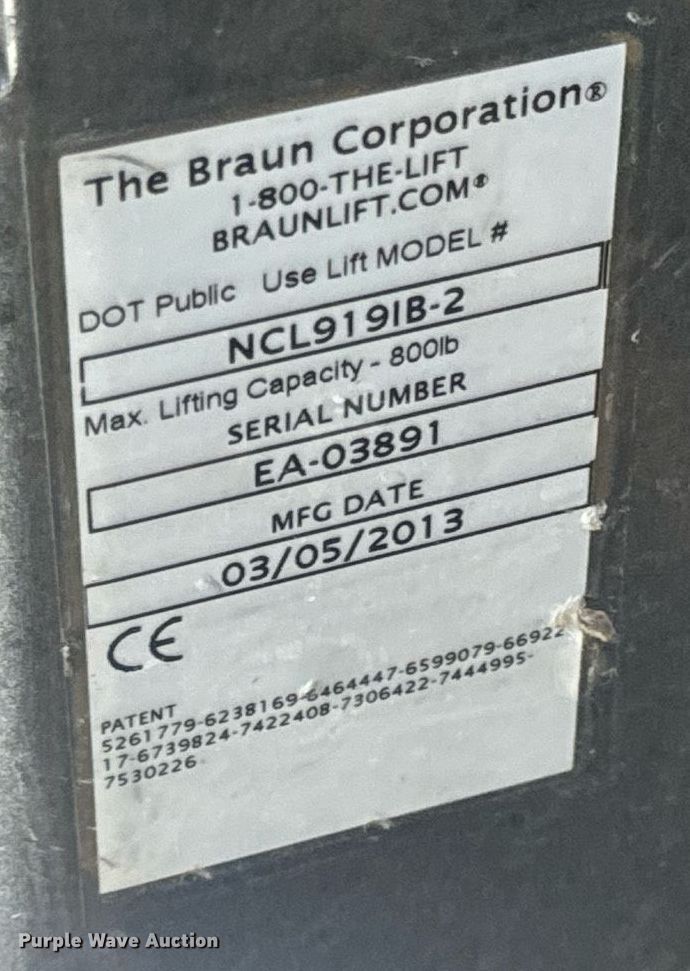 The Braun Corporation®
1-800-THE-LIFT
BRAUNLIFT.COM®
DOT Public Use Lift MODEL #
NCL919IB-2
Max. Lifting Capacity - 800lb
SERIAL NUMBER
EA-03891
MFG DATE
03/05/2013
CE
PATENT
5261779-6238169-6464447-6599079-66922
17-6739824-7422408-7306422-7444995-
7530226
Purple Wave Auction